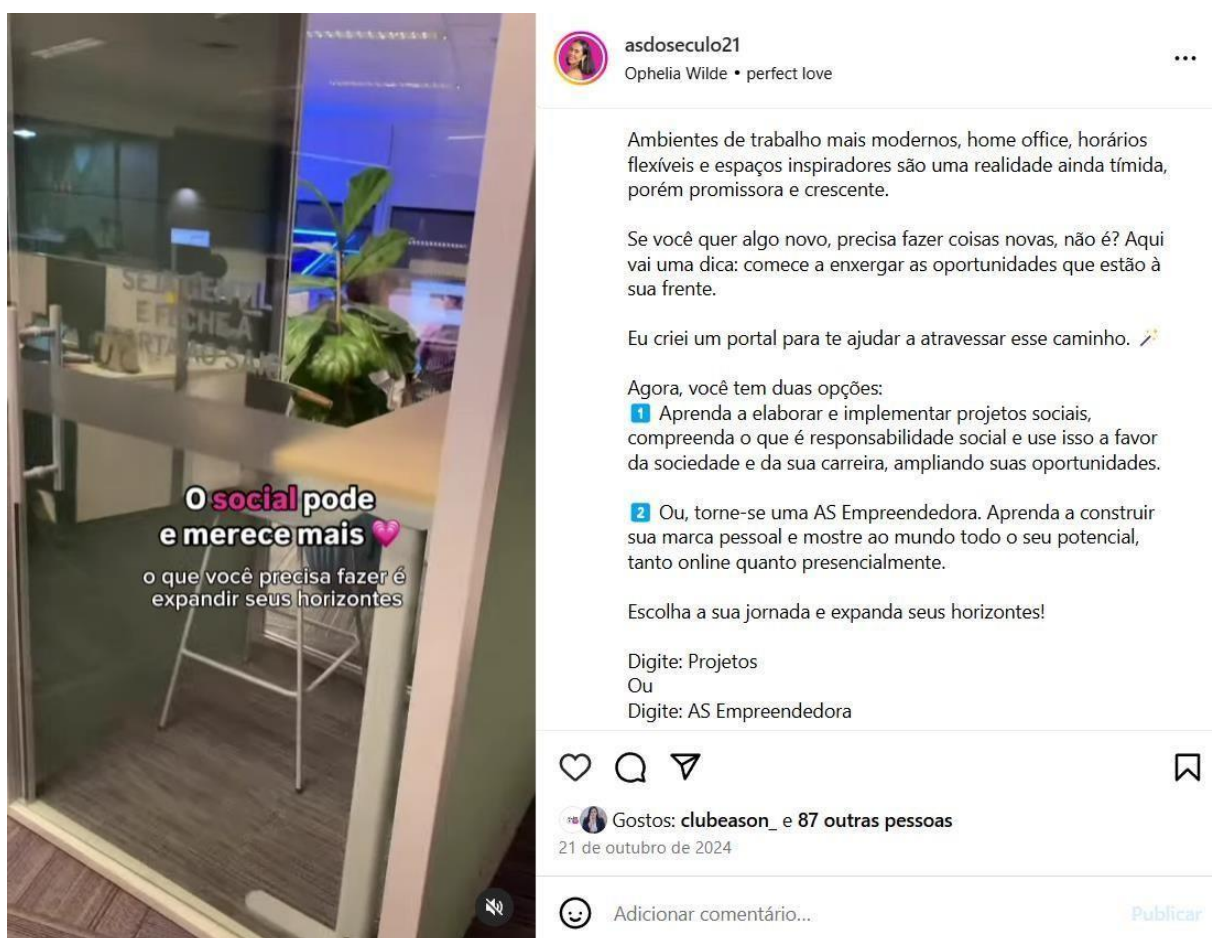 SEJA GENTIL
E FECHE A
PORTA AO SAIR
O social pode
e merece mais 💗
o que você precisa fazer é
expandir seus horizontes
asdoseculo21
Ophelia Wilde • perfect love
Ambientes de trabalho mais modernos, home office, horários
flexíveis e espaços inspiradores são uma realidade ainda tímida,
porém promissora e crescente.
Se você quer algo novo, precisa fazer coisas novas, não é? Aqui
vai uma dica: comece a enxergar as oportunidades que estão à
sua frente.
Eu criei um portal para te ajudar a atravessar esse caminho. 🪄
Agora, você tem duas opções:
1️⃣ Aprenda a elaborar e implementar projetos sociais,
compreenda o que é responsabilidade social e use isso a favor
da sociedade e da sua carreira, ampliando suas oportunidades.
2️⃣ Ou, torne-se uma AS Empreendedora. Aprenda a construir
sua marca pessoal e mostre ao mundo todo o seu potencial,
tanto online quanto presencialmente.
Escolha a sua jornada e expanda seus horizontes!
Digite: Projetos
Ou
Digite: AS Empreendedora
Gostos: clubeason_ e 87 outras pessoas
21 de outubro de 2024
Adicionar comentário...
Publicar